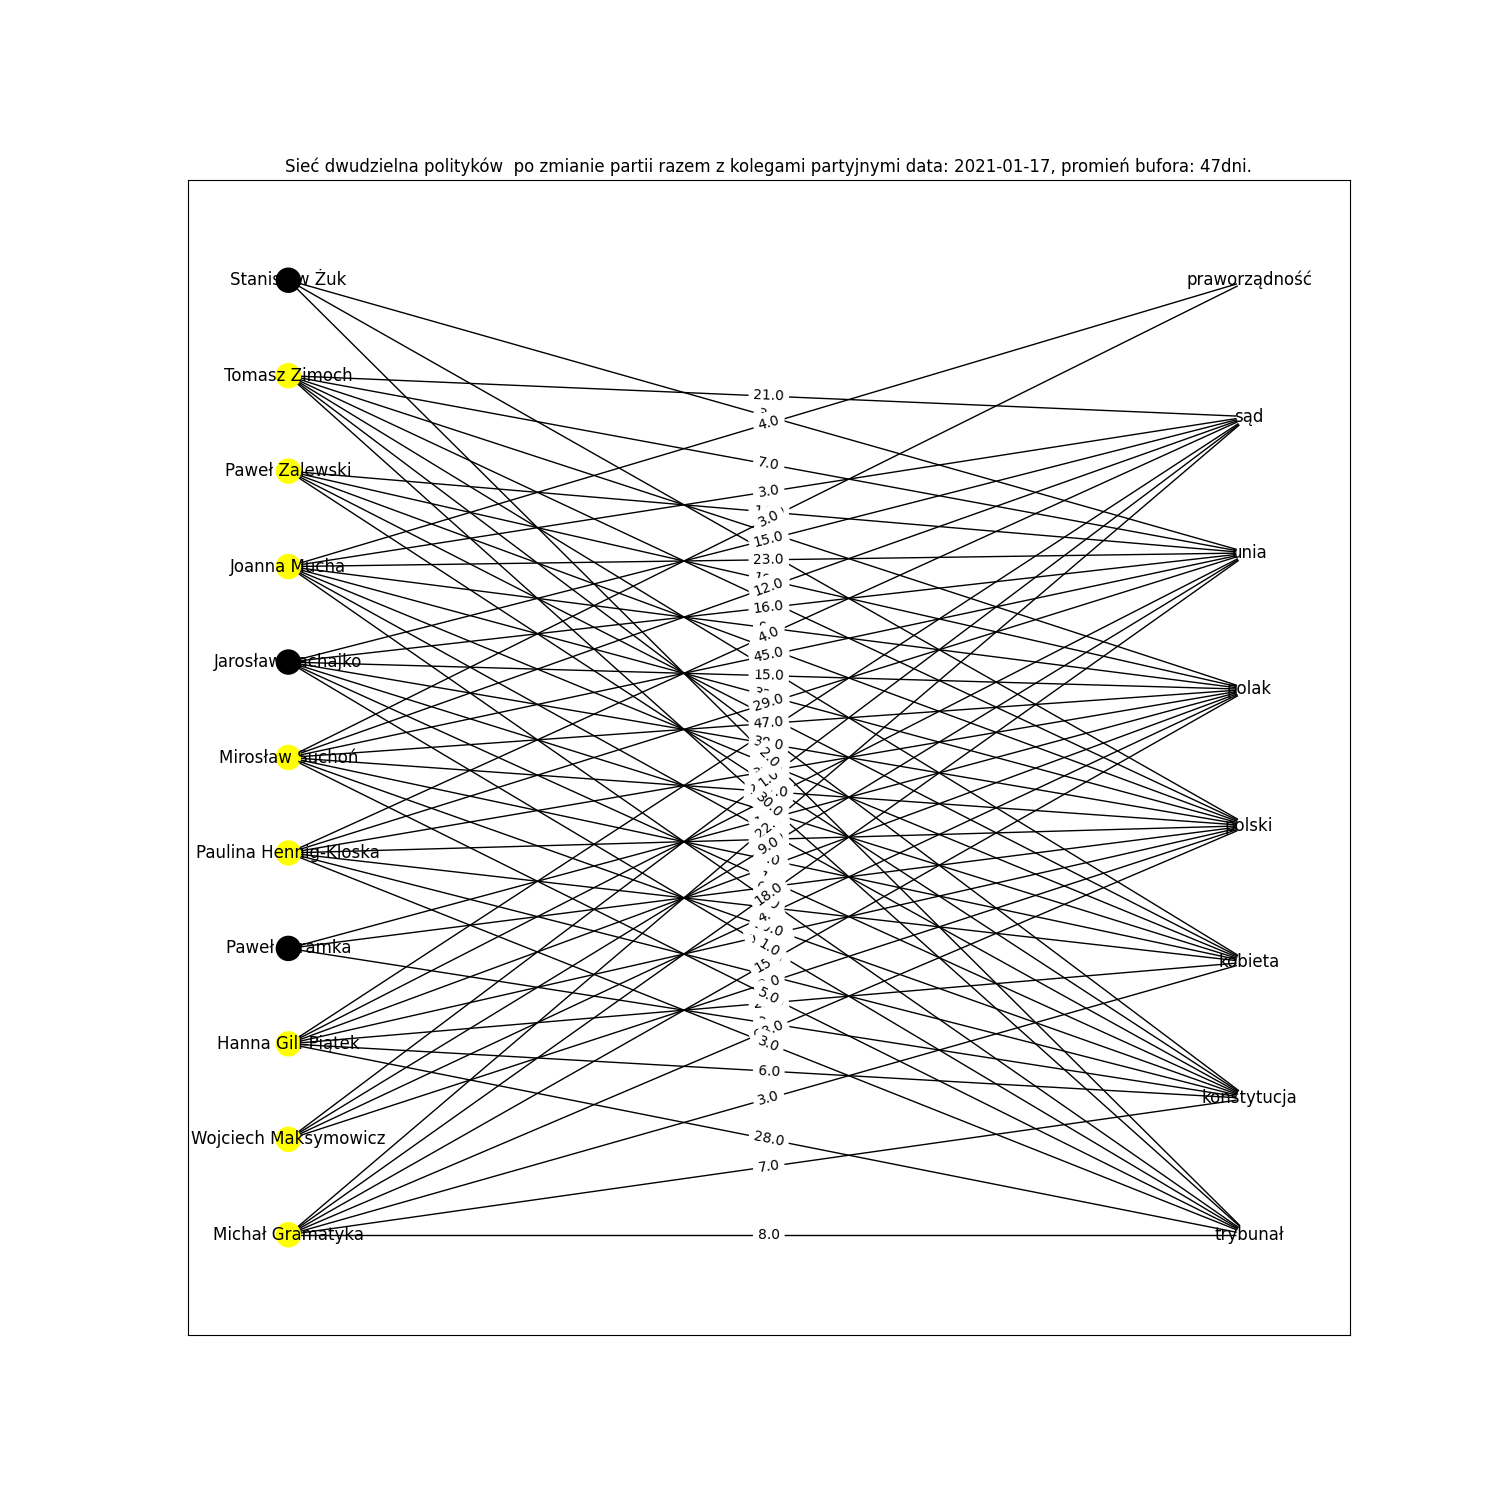 Sieć dwudzielna polityków  po zmianie partii razem z kolegami partyjnymi data: 2021-01-17, promień bufora: 47dni.
Stanisław Żuk
praworządność
Tomasz Zimoch
21.0
4.0
sąd
Paweł Zalewski
7.0
3.0
3.0
15.0
Joanna Mucha
23.0
unia
12.0
16.0
4.0
Jarosław Sachajko
45.0
15.0
polak
29.0
47.0
Mirosław Suchoń
2.0
30.0
polski
22.
9.0
Paulina Hennig-Kloska
18.0
Paweł Szramka
1.0
kobieta
15
5.0
Hanna Gill-Piątek
3.0
6.0
3.0
konstytucja
Wojciech Maksymowicz
28.0
7.0
Michał Gramatyka
8.0
trybunał